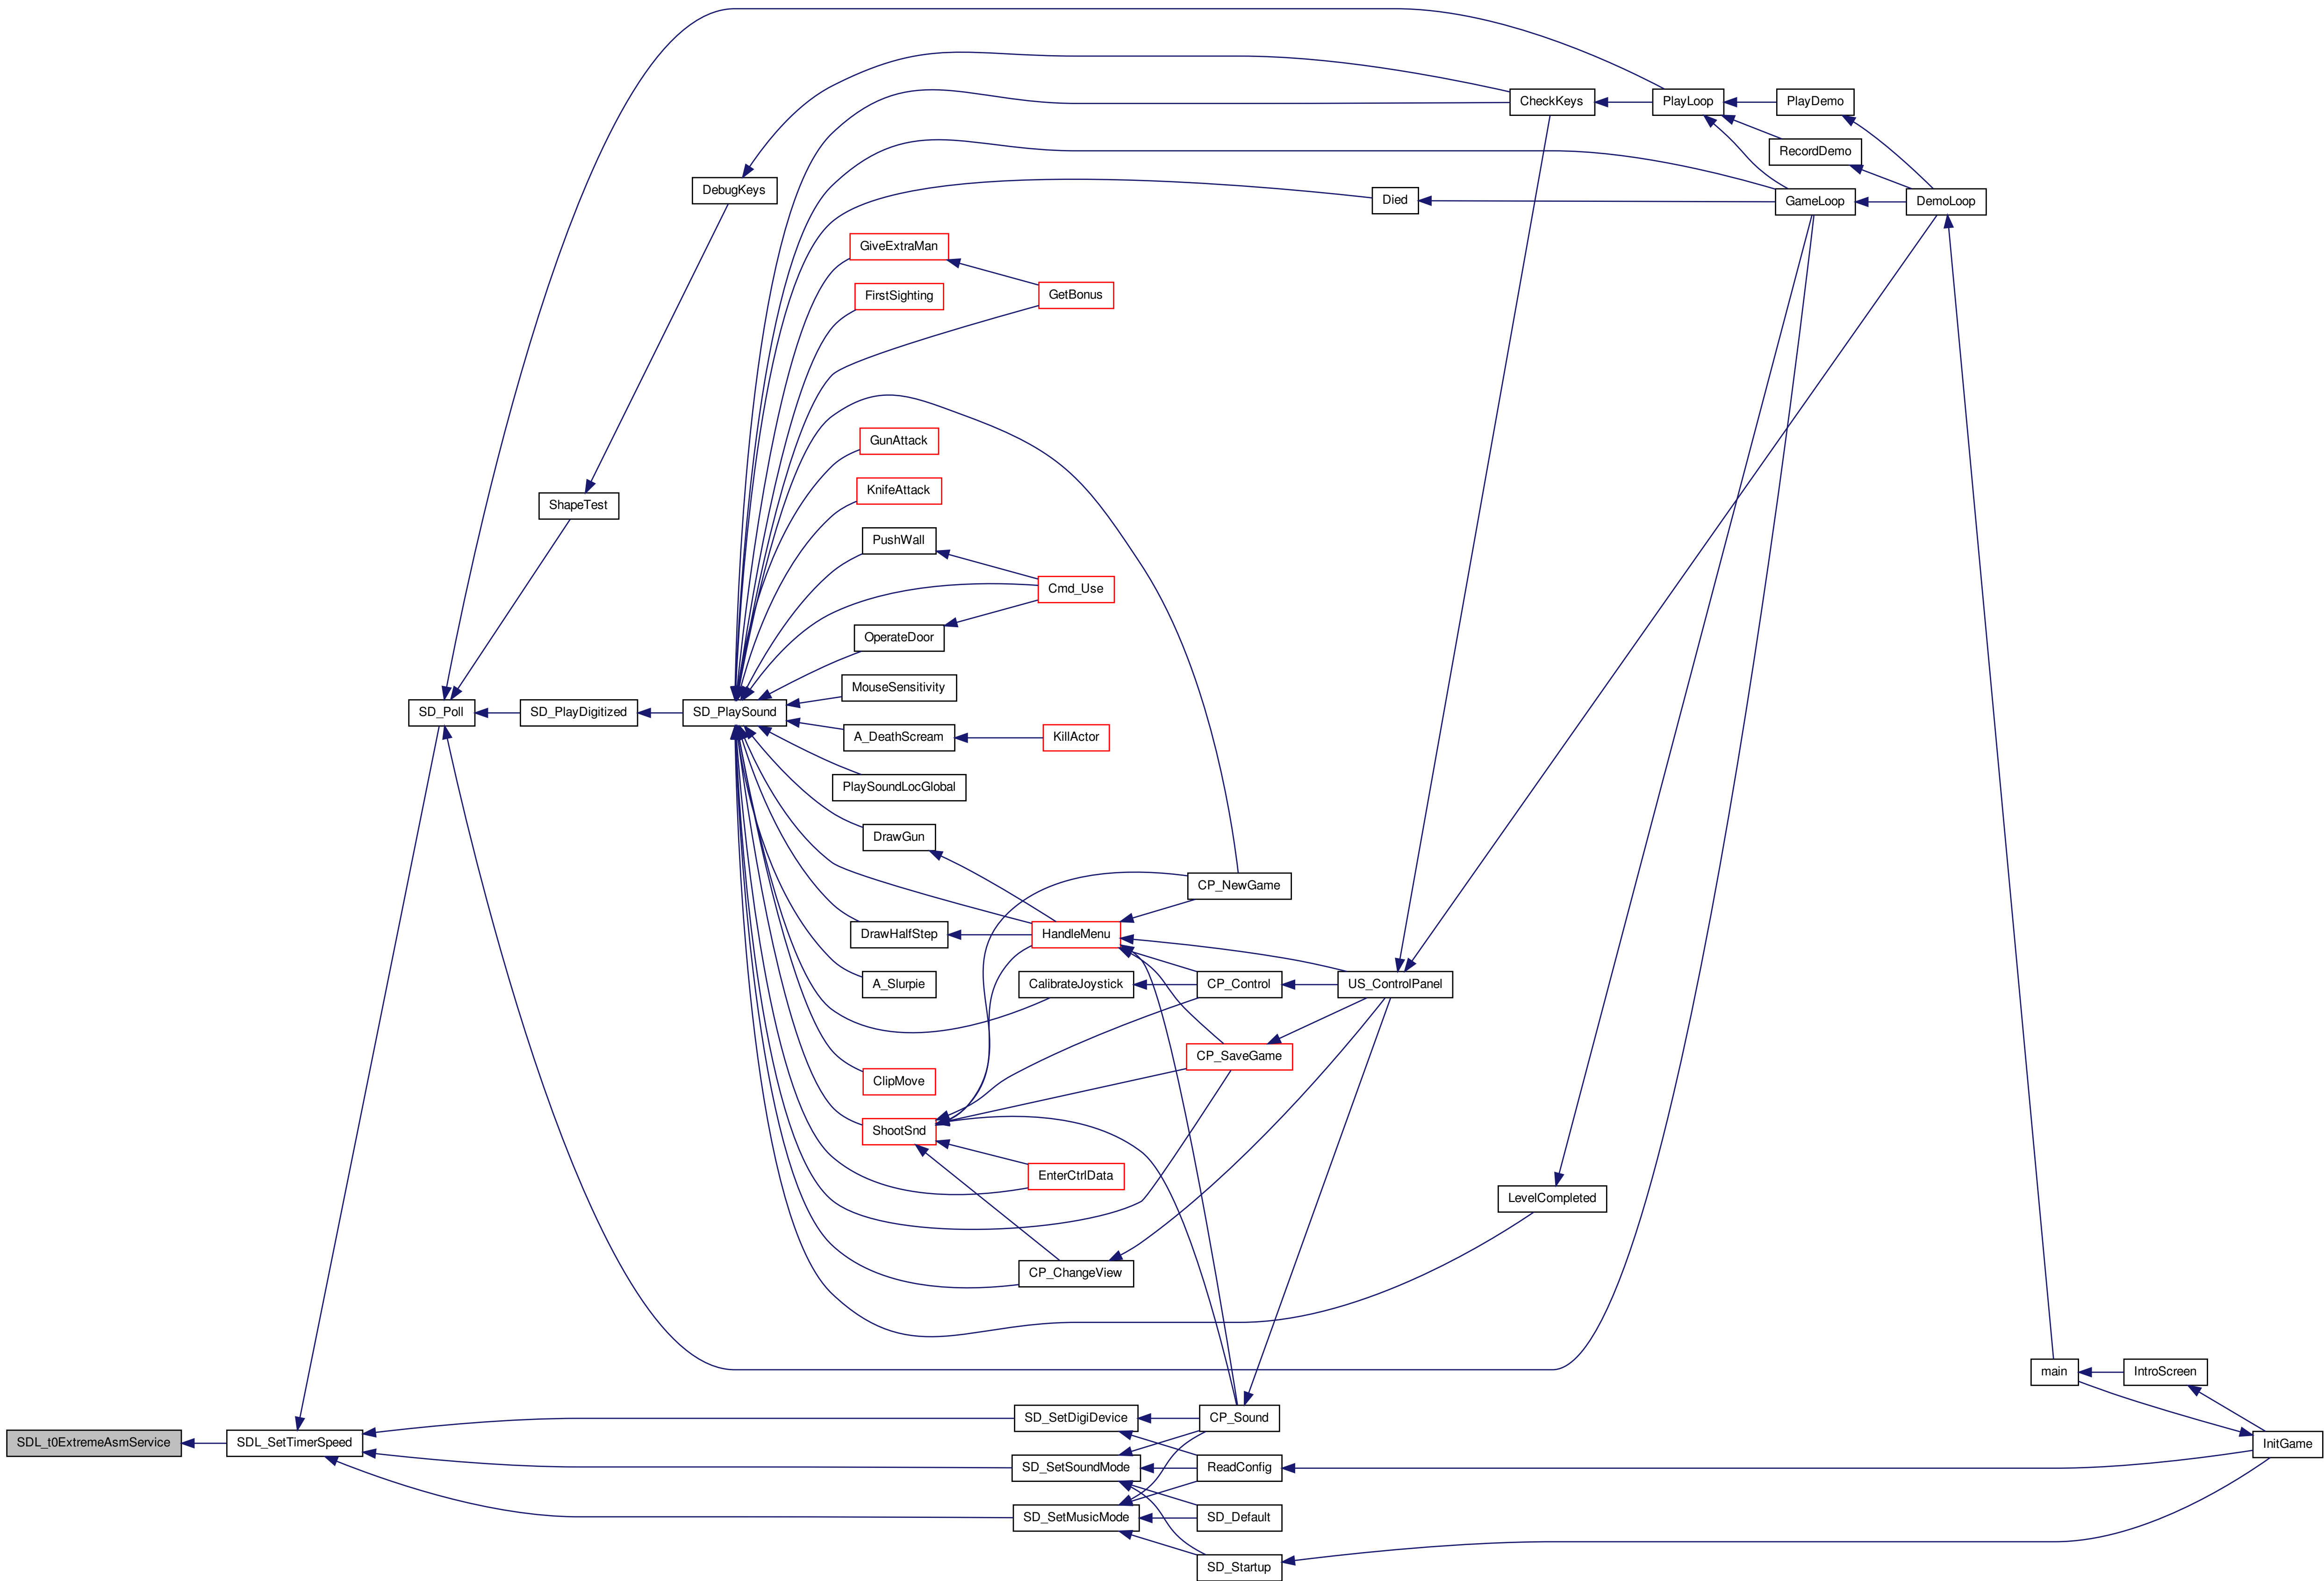 CheckKeys
PlayLoop
PlayDemo
RecordDemo
DebugKeys
Died
GameLoop
DemoLoop
GiveExtraMan
FirstSighting
GetBonus
GunAttack
KnifeAttack
ShapeTest
PushWall
Cmd_Use
OperateDoor
MouseSensitivity
SD_Poll
SD_PlayDigitized
SD_PlaySound
A_DeathScream
KillActor
PlaySoundLocGlobal
DrawGun
CP_NewGame
DrawHalfStep
HandleMenu
A_Slurpie
CalibrateJoystick
CP_Control
US_ControlPanel
CP_SaveGame
ClipMove
ShootSnd
EnterCtrlData
LevelCompleted
CP_ChangeView
main
IntroScreen
SD_SetDigiDevice
CP_Sound
SDL_t0ExtremeAsmService
SDL_SetTimerSpeed
InitGame
SD_SetSoundMode
ReadConfig
SD_SetMusicMode
SD_Default
SD_Startup